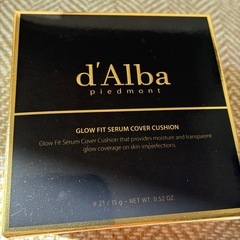 d'Alba
piedmont
GLOW FIT SERUM COVER CUSHION
Glow Fit Serum Cover Cushion that provides moisture and transparent
glow coverage on skin imperfections
# 21 / 15 g - NET WT. 0.52 OZ.